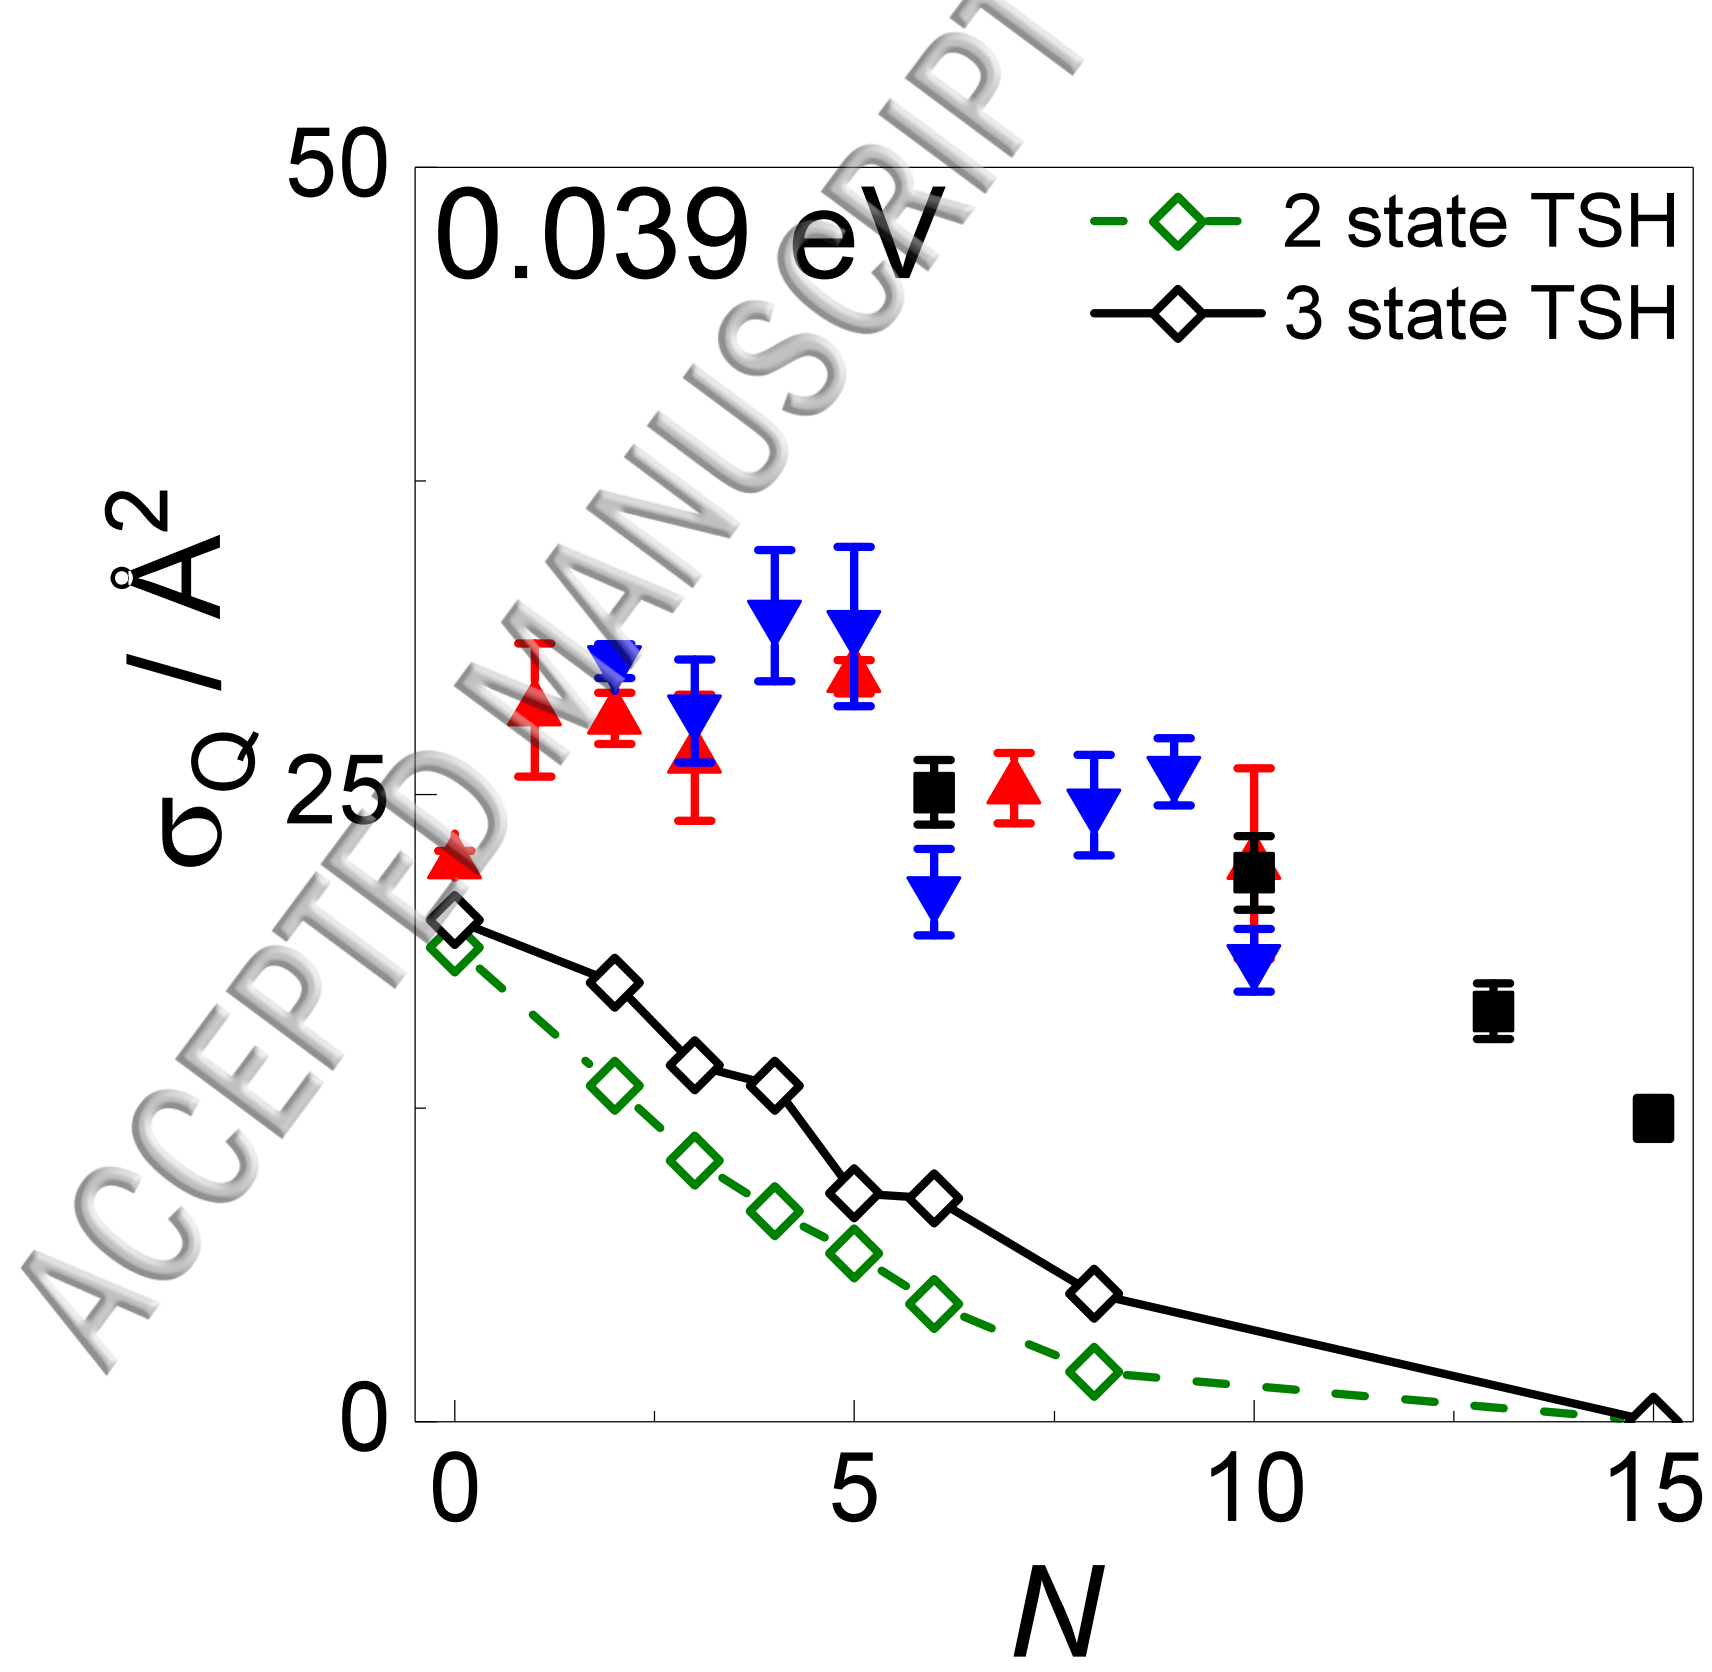 50
0.039 eV
2 state TSH
3 state TSH
σQ / Å2
25
0
0 5 10 15
N
ACCEPTED MANUSCRIPT